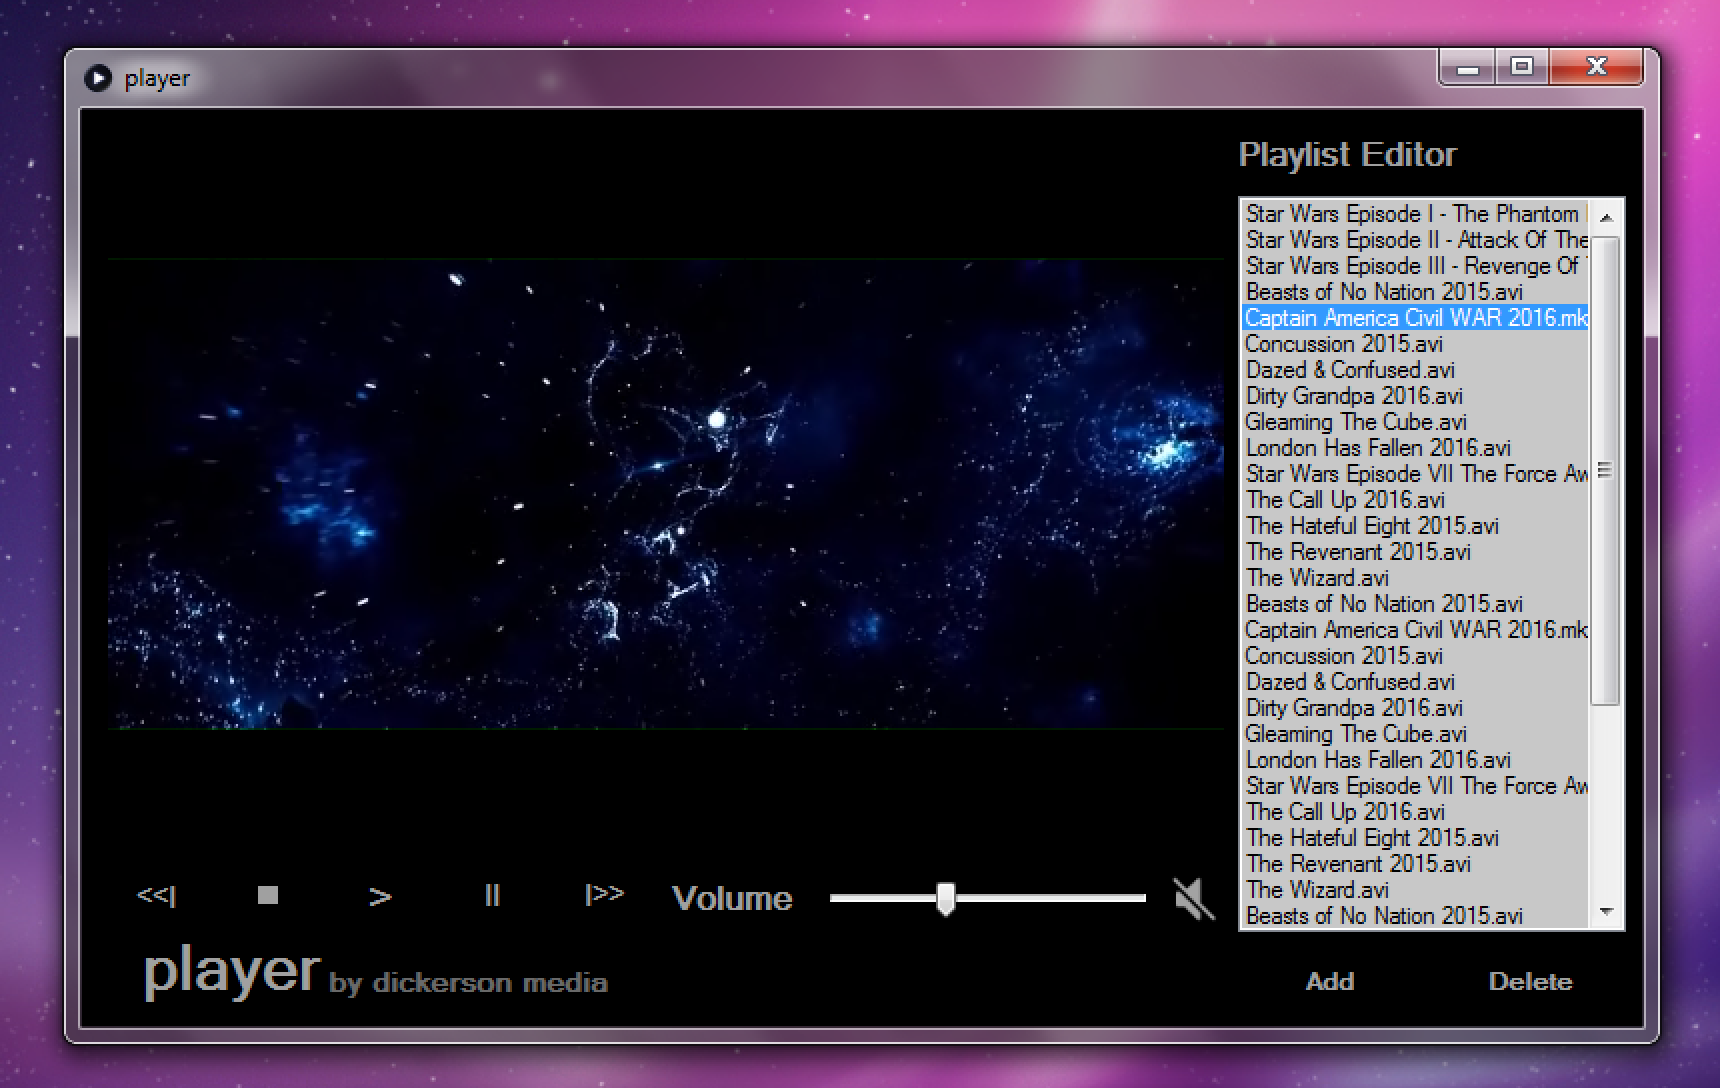 player
Playlist Editor
Star Wars Episode I - The Phantom
Star Wars Episode II - Attack Of The
Star Wars Episode III - Revenge Of
Beasts of No Nation 2015.avi
Captain America Civil WAR 2016.mk
Concussion 2015.avi
Dazed & Confused.avi
Dirty Grandpa 2016.avi
Gleaming The Cube.avi
London Has Fallen 2016.avi
Star Wars Episode VII The Force Aw
The Call Up 2016.avi
The Hateful Eight 2015.avi
The Revenant 2015.avi
The Wizard.avi
Beasts of No Nation 2015.avi
Captain America Civil WAR 2016.mk
Concussion 2015.avi
Dazed & Confused.avi
Dirty Grandpa 2016.avi
Gleaming The Cube.avi
London Has Fallen 2016.avi
Star Wars Episode VII The Force Aw
The Call Up 2016.avi
The Hateful Eight 2015.avi
The Revenant 2015.avi
The Wizard.avi
Beasts of No Nation 2015.avi
<<| ■ > || |>> Volume
player by dickerson media
Add Delete